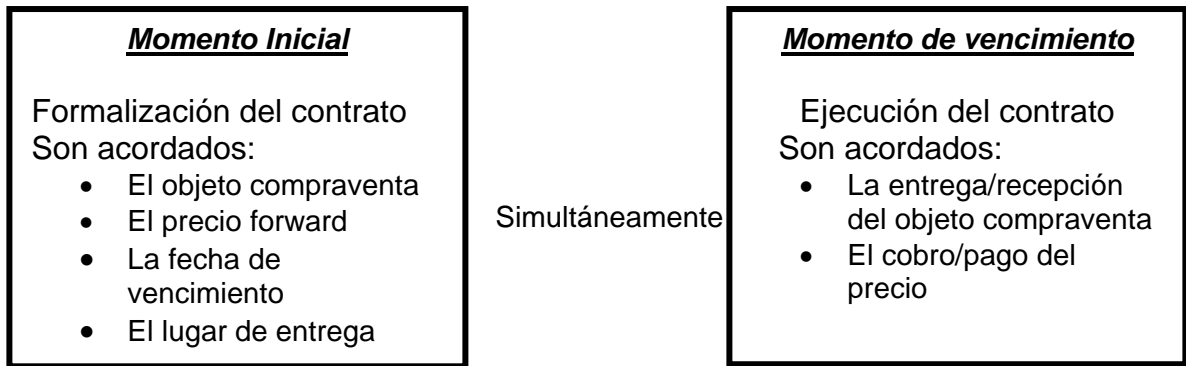 Momento Inicial
Formalización del contrato
Son acordados:
• El objeto compraventa
• El precio forward
• La fecha de
vencimiento
• El lugar de entrega
Simultáneamente
Momento de vencimiento
Ejecución del contrato
Son acordados:
• La entrega/recepción
del objeto compraventa
• El cobro/pago del
precio